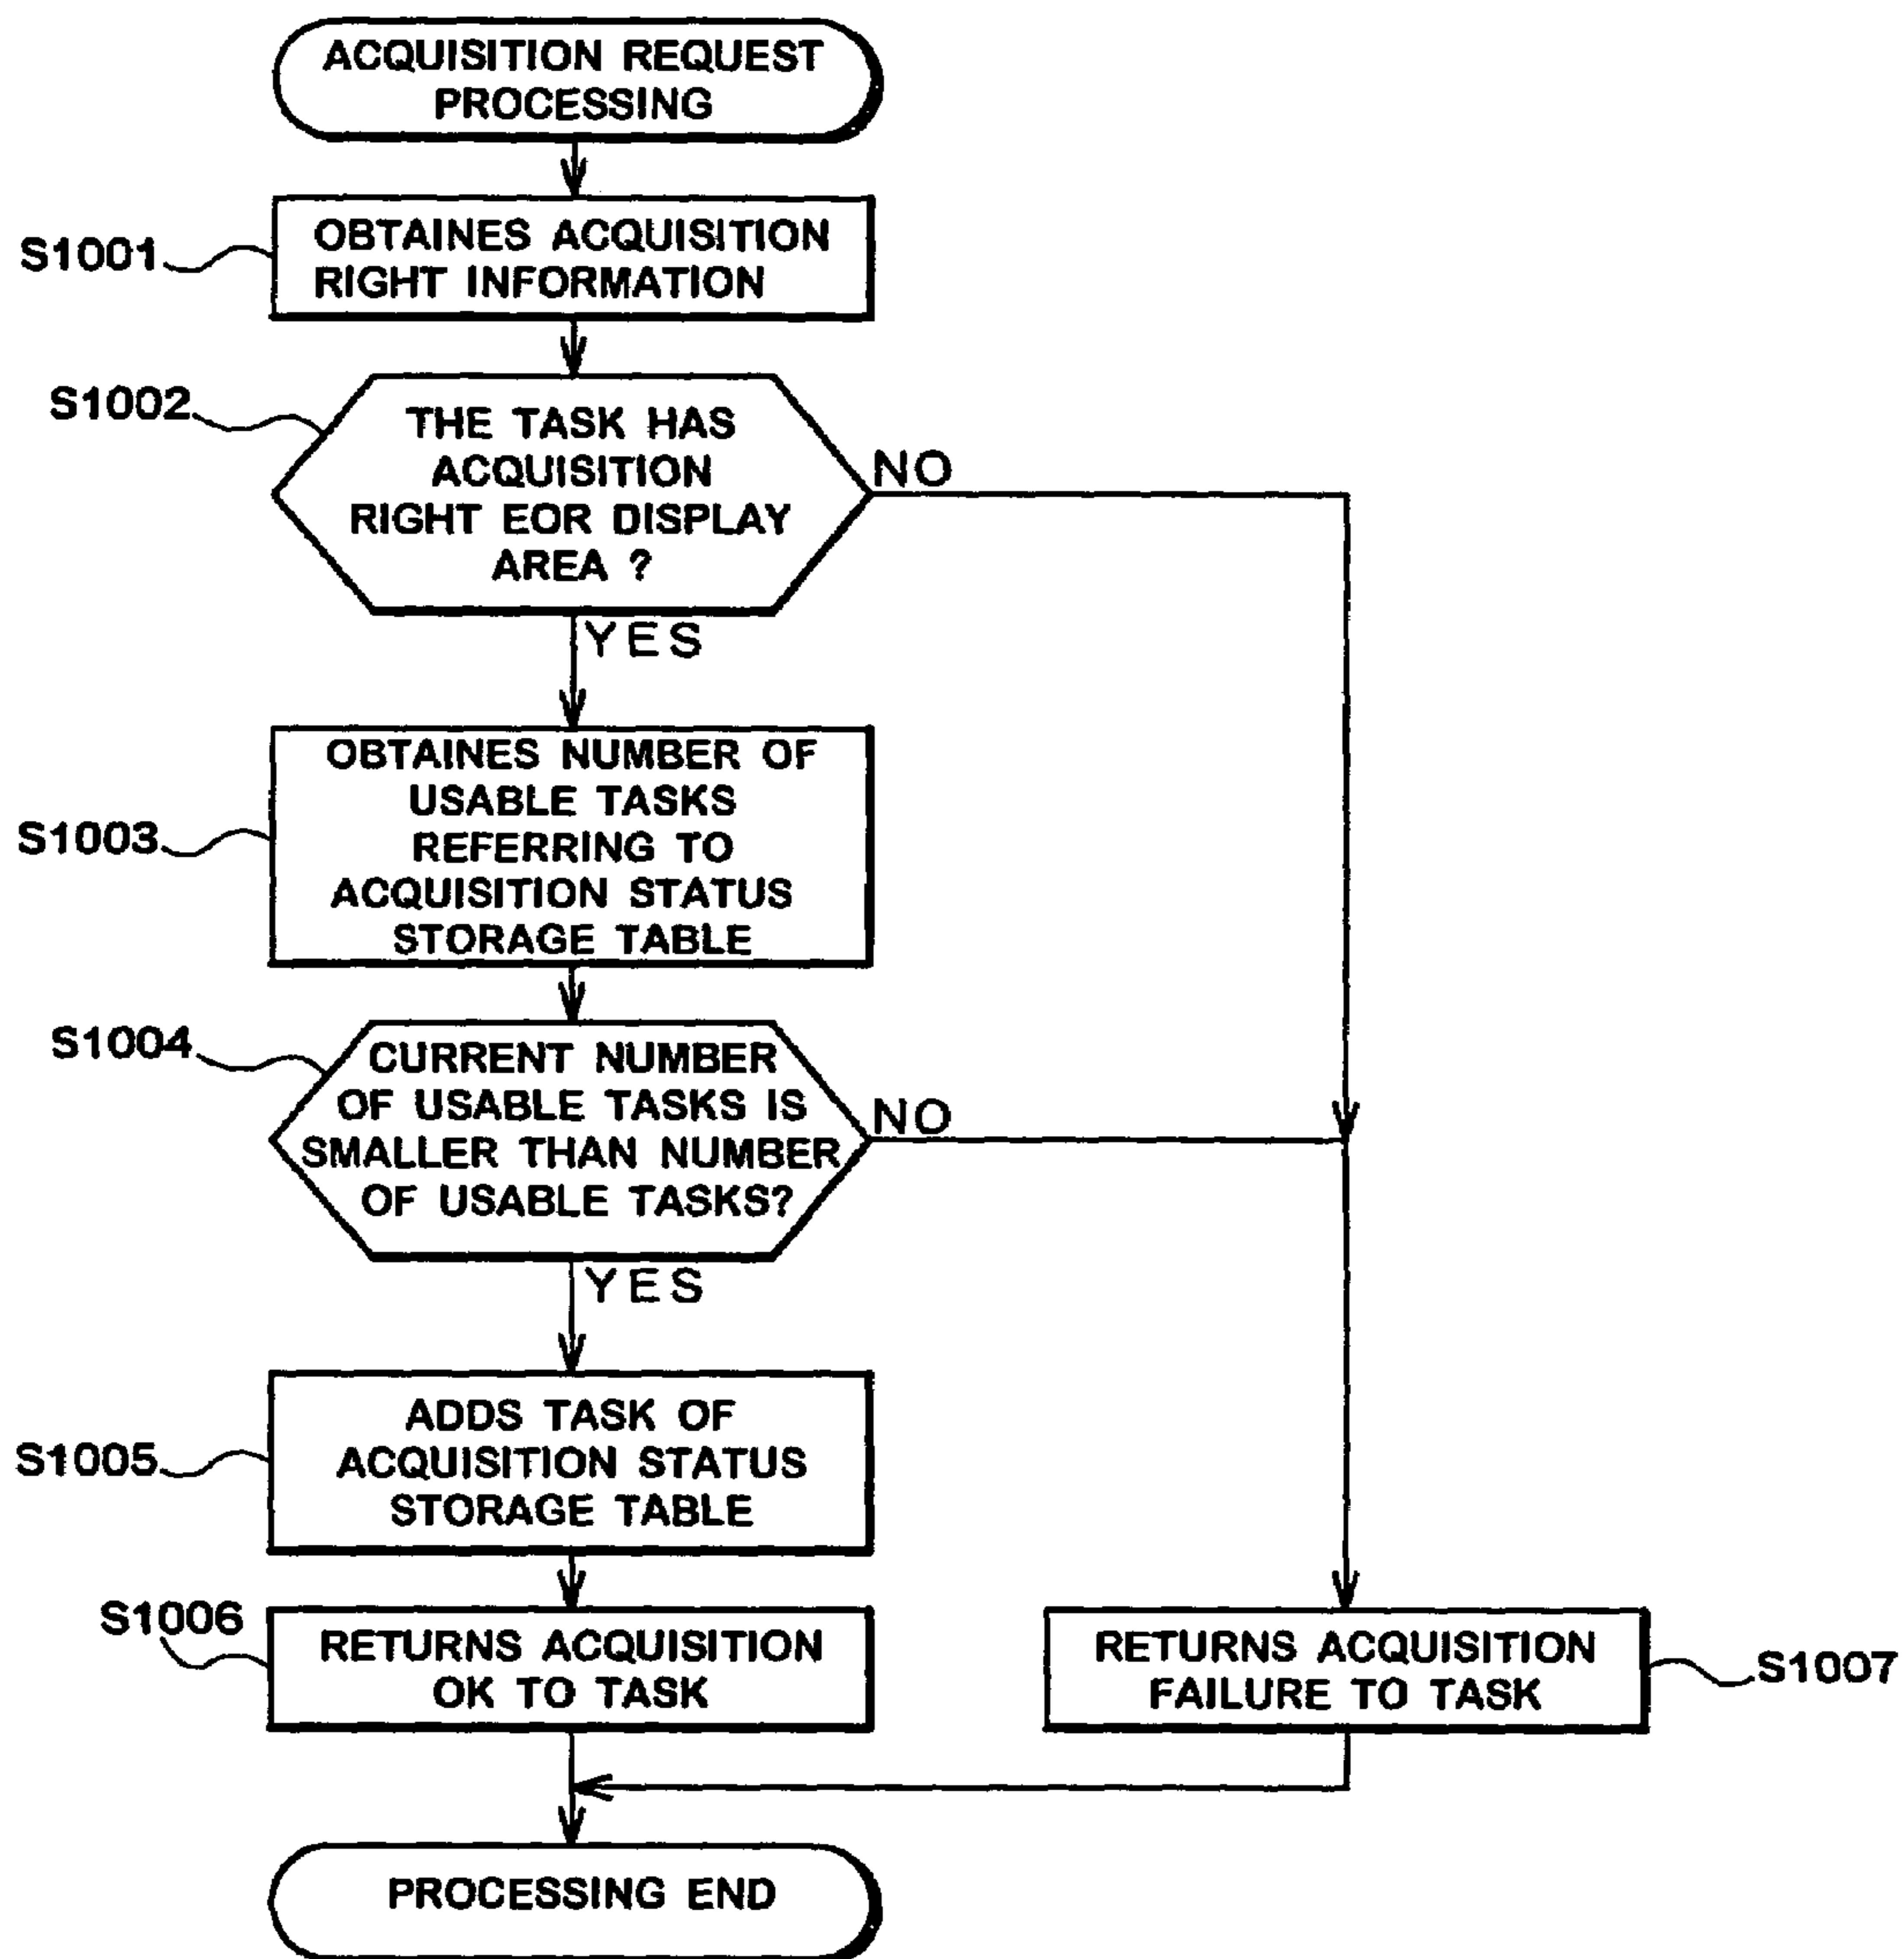 ACQUISITION REQUEST
PROCESSING
S1001
OBTAINES ACQUISITION
RIGHT INFORMATION
S1002
THE TASK HAS
ACQUISITION
RIGHT EOR DISPLAY
AREA ?
NO
YES
S1003
OBTAINES NUMBER OF
USABLE TASKS
REFERRING TO
ACQUISITION STATUS
STORAGE TABLE
S1004
CURRENT NUMBER
OF USABLE TASKS IS
SMALLER THAN NUMBER
OF USABLE TASKS?
NO
YES
S1005
ADDS TASK OF
ACQUISITION STATUS
STORAGE TABLE
S1006
RETURNS ACQUISITION
OK TO TASK
RETURNS ACQUISITION
FAILURE TO TASK
S1007
PROCESSING END